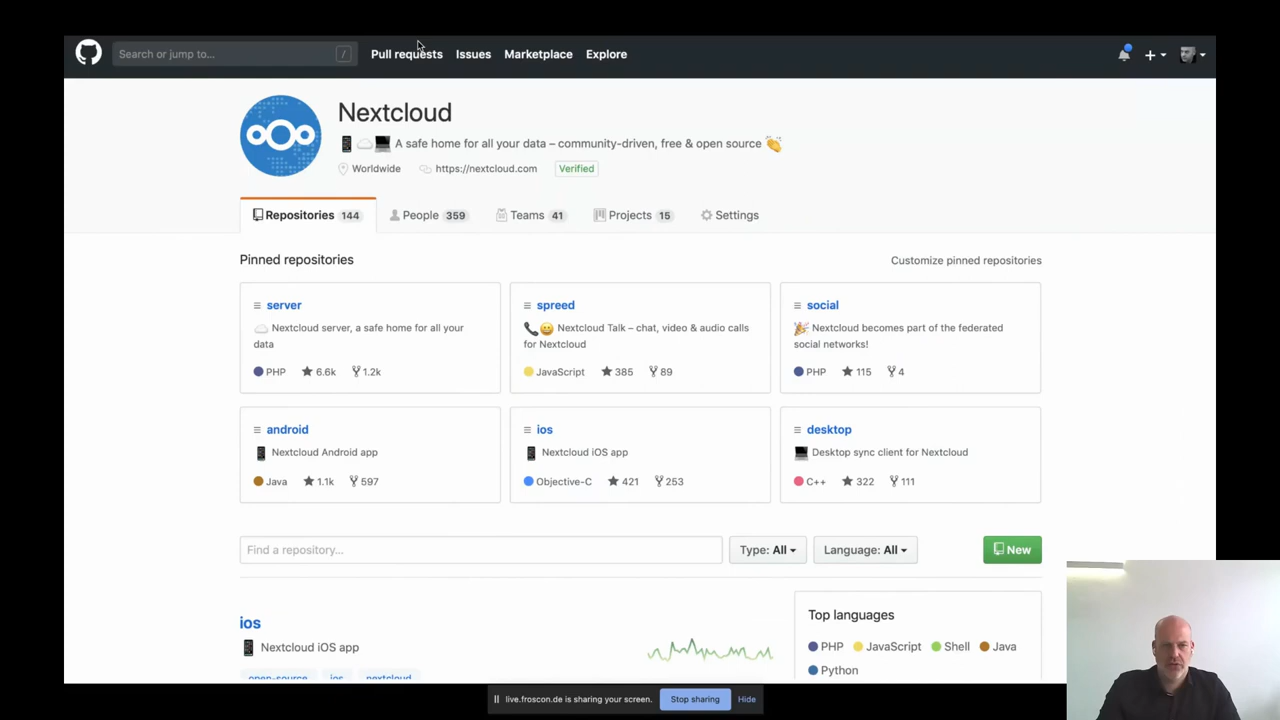 Search or jump to... /
Pull requests Issues Marketplace Explore
Nextcloud
A safe home for all your data – community-driven, free & open source
Worldwide https://nextcloud.com Verified
Repositories 144 People 359 Teams 41 Projects 15 Settings
Pinned repositories Customize pinned repositories
server
Nextcloud server, a safe home for all your
data
PHP 6.6k 1.2k
spreed
Nextcloud Talk – chat, video & audio calls
for Nextcloud
JavaScript 385 89
social
Nextcloud becomes part of the federated
social networks!
PHP 115 4
android
Nextcloud Android app
Java 1.1k 597
ios
Nextcloud iOS app
Objective-C 421 253
desktop
Desktop sync client for Nextcloud
C++ 322 111
Find a repository... Type: All Language: All New
ios
Nextcloud iOS app
open-source ios nextcloud
Top languages
PHP JavaScript Shell Java
Python
live.froscon.de is sharing your screen. Stop sharing Hide